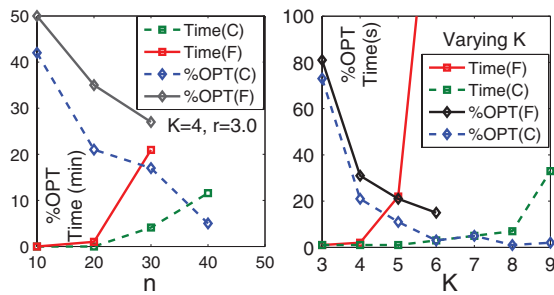 50
40
30
20
10
0
10
20
30
40
50
n
%OPT
Time (min)
Time(C)
Time(F)
%OPT(C)
%OPT(F)
K=4, r=3.0
100
80
60
40
20
0
3
4
5
6
7
8
9
K
%OPT
Time(s)
Varying K
Time(F)
Time(C)
%OPT(F)
%OPT(C)